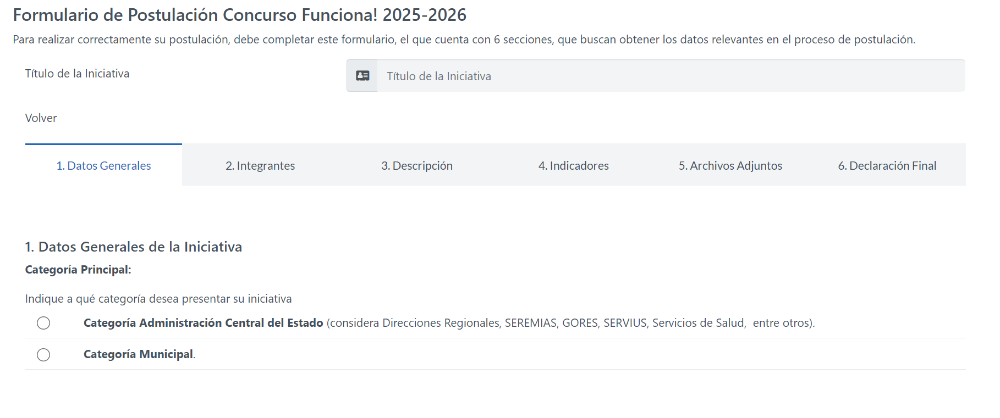 Formulario de Postulación Concurso Funciona! 2025-2026
Para realizar correctamente su postulación, debe completar este formulario, el que cuenta con 6 secciones, que buscan obtener los datos relevantes en el proceso de postulación.
Título de la Iniciativa
Título de la Iniciativa
Volver
1. Datos Generales
2. Integrantes
3. Descripción
4. Indicadores
5. Archivos Adjuntos
6. Declaración Final
1. Datos Generales de la Iniciativa
Categoría Principal:
Indique a qué categoría desea presentar su iniciativa
Categoría Administración Central del Estado (considera Direcciones Regionales, SEREMIAS, GORES, SERVIUS, Servicios de Salud, entre otros).
Categoría Municipal.